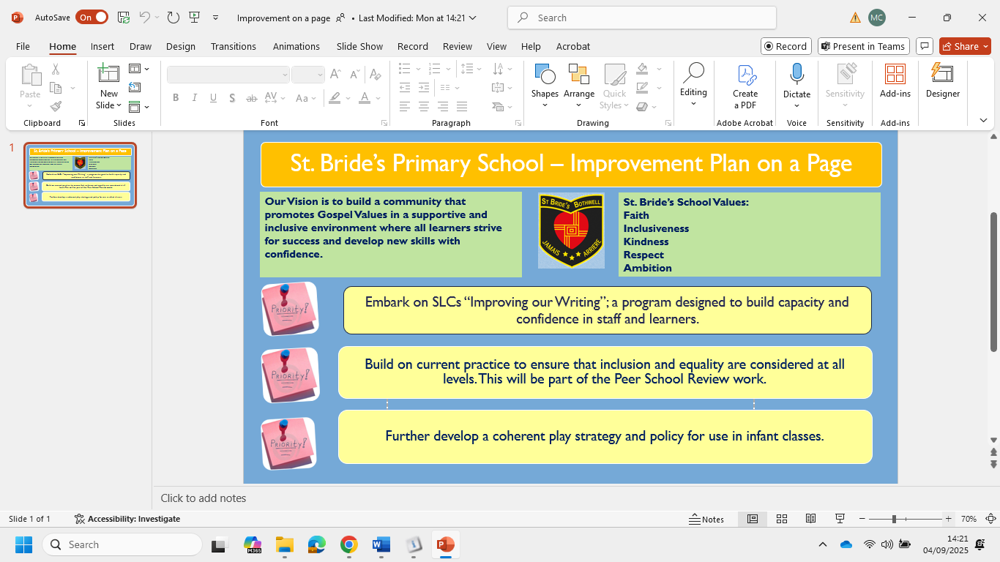 AutoSave On Improvement on a page • Last Modified: Mon at 14:21 Search MC
File Home Insert Draw Design Transitions Animations Slide Show Record Review View Help Acrobat Record Present in Teams Share
Paste New Slide B I U S ab AV Aa A Shapes Arrange Quick Styles Editing Create a PDF Dictate Sensitivity Add-ins Designer
Clipboard Slides Font Paragraph Drawing Adobe Acrobat Voice Sensitivity Add-ins
1
St. Bride's Primary School – Improvement Plan on a Page
Our Vision is to build a community that
promotes Gospel Values in a supportive and
inclusive environment where all learners strive
for success and develop new skills with
confidence.
ST BRIDE'S BOTHWELL
JAMAIS ARRIERE
St. Bride's School Values:
Faith
Inclusiveness
Kindness
Respect
Ambition
PRIORITY!
Embark on SLCs “Improving our Writing”; a program designed to build capacity and
confidence in staff and learners.
PRIORITY!
Build on current practice to ensure that inclusion and equality are considered at all
levels. This will be part of the Peer School Review work.
PRIORITY!
Further develop a coherent play strategy and policy for use in infant classes.
Click to add notes
Slide 1 of 1 Accessibility: Investigate Notes 70%
Search M365 14:21
04/09/2025